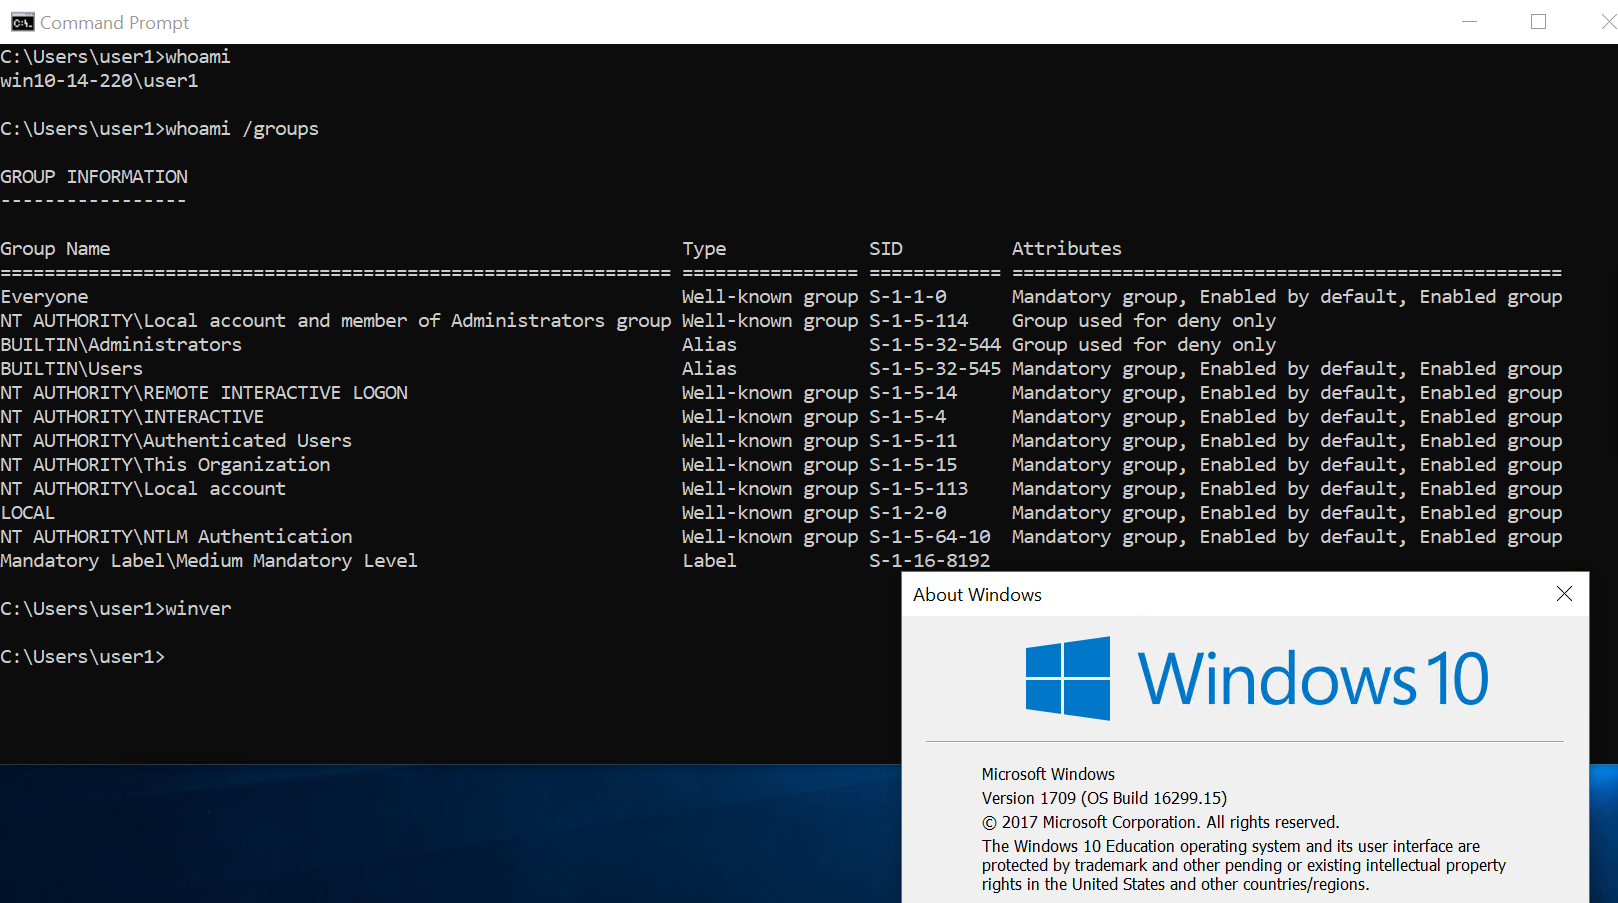 Command Prompt
C:\Users\user1>whoami
win10-14-220\user1
C:\Users\user1>whoami /groups
GROUP INFORMATION
-----------------
Group Name Type SID Attributes
============================================================= ================ ============ ==================================================
Everyone Well-known group S-1-1-0 Mandatory group, Enabled by default, Enabled group
NT AUTHORITY\Local account and member of Administrators group Well-known group S-1-5-114 Group used for deny only
BUILTIN\Administrators Alias S-1-5-32-544 Group used for deny only
BUILTIN\Users Alias S-1-5-32-545 Mandatory group, Enabled by default, Enabled group
NT AUTHORITY\REMOTE INTERACTIVE LOGON Well-known group S-1-5-14 Mandatory group, Enabled by default, Enabled group
NT AUTHORITY\INTERACTIVE Well-known group S-1-5-4 Mandatory group, Enabled by default, Enabled group
NT AUTHORITY\Authenticated Users Well-known group S-1-5-11 Mandatory group, Enabled by default, Enabled group
NT AUTHORITY\This Organization Well-known group S-1-5-15 Mandatory group, Enabled by default, Enabled group
NT AUTHORITY\Local account Well-known group S-1-5-113 Mandatory group, Enabled by default, Enabled group
LOCAL Well-known group S-1-2-0 Mandatory group, Enabled by default, Enabled group
NT AUTHORITY\NTLM Authentication Well-known group S-1-5-64-10 Mandatory group, Enabled by default, Enabled group
Mandatory Label\Medium Mandatory Level Label S-1-16-8192
C:\Users\user1>winver
C:\Users\user1>
About Windows
Windows 10
Microsoft Windows
Version 1709 (OS Build 16299.15)
© 2017 Microsoft Corporation. All rights reserved.
The Windows 10 Education operating system and its user interface are
protected by trademark and other pending or existing intellectual property
rights in the United States and other countries/regions.